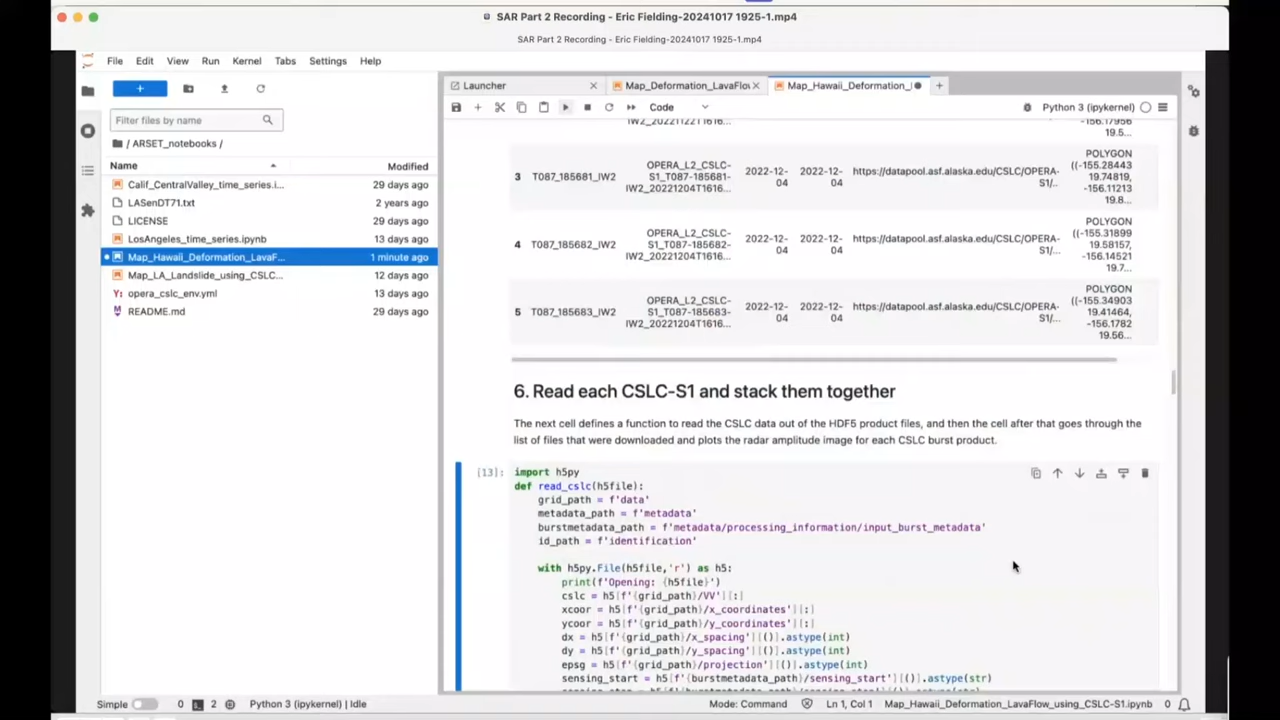 SAR Part 2 Recording - Eric Fielding-20241017 1925-1.mp4
SAR Part 2 Recording - Eric Fielding-20241017 1925-1.mp4
File Edit View Run Kernel Tabs Settings Help
Launcher
Map_Deformation_LavaFlov
Map_Hawaii_Deformation_l
Code
Python 3 (ipykernel)
Filter files by name
/ ARSET_notebooks /
Name Modified
Calif_CentralValley_time_series.i... 29 days ago
LASenDT71.txt 2 years ago
LICENSE 29 days ago
LosAngeles_time_series.ipynb 13 days ago
Map_Hawaii_Deformation_LavaF... 1 minute ago
Map_LA_Landslide_using_CSLC... 12 days ago
Y: opera_cslc_env.yml 13 days ago
README.md 29 days ago
IW2_20221122T1616...
-156.17956
19.5...
3 T087_185681_IW2
OPERA_L2_CSLC-
S1_T087-185681-
IW2_20221204T1616...
2022-12-
04
2022-12-
04
https://datapool.asf.alaska.edu/CSLC/OPERA-
S1/...
POLYGON
((-155.28443
19.74819,
-156.11213
19.8...
4 T087_185682_IW2
OPERA_L2_CSLC-
S1_T087-185682-
IW2_20221204T1616...
2022-12-
04
2022-12-
04
https://datapool.asf.alaska.edu/CSLC/OPERA-
S1/...
POLYGON
((-155.31899
19.58157,
-156.14521
19.7...
5 T087_185683_IW2
OPERA_L2_CSLC-
S1_T087-185683-
IW2_20221204T1616...
2022-12-
04
2022-12-
04
https://datapool.asf.alaska.edu/CSLC/OPERA-
S1/...
POLYGON
((-155.34903
19.41464,
-156.1782
19.56...
6. Read each CSLC-S1 and stack them together
The next cell defines a function to read the CSLC data out of the HDF5 product files, and then the cell after that goes through the
list of files that were downloaded and plots the radar amplitude image for each CSLC burst product.
[13]:
import h5py
def read_cslc(h5file):
grid_path = f'data'
metadata_path = f'metadata'
burstmetadata_path = f'metadata/processing_information/input_burst_metadata'
id_path = f'identification'
with h5py.File(h5file,'r') as h5:
print(f'Opening: {h5file}')
cslc = h5[f'{grid_path}/VV'][:]
xcoor = h5[f'{grid_path}/x_coordinates'][:]
ycoor = h5[f'{grid_path}/y_coordinates'][:]
dx = h5[f'{grid_path}/x_spacing'][()].astype(int)
dy = h5[f'{grid_path}/y_spacing'][()].astype(int)
epsg = h5[f'{grid_path}/projection'][()].astype(int)
sensing_start = h5[f'{burstmetadata_path}/sensing_start'][()].astype(str)
Simple 0 2 Python 3 (ipykernel) | Idle
Mode: Command Ln 1, Col 1 Map_Hawaii_Deformation_LavaFlow_using_CSLC-S1.ipynb 0